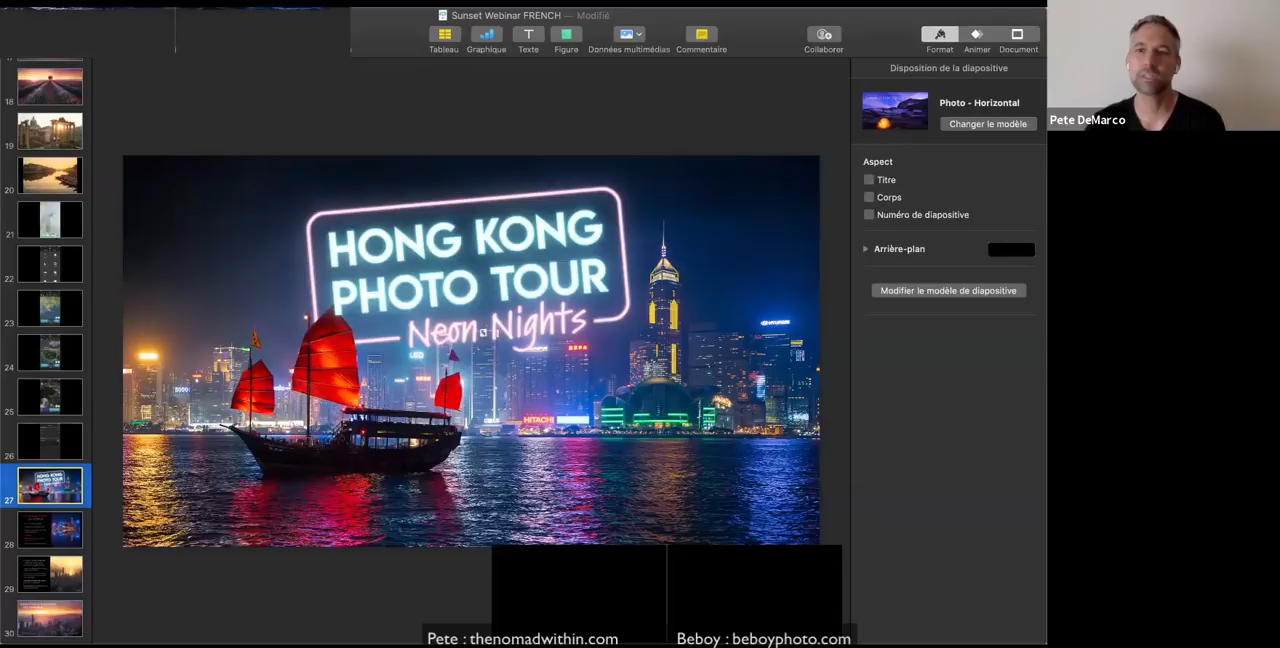 Sunset Webinar FRENCH — Modifié
Tableau
Graphique
Texte
Figure
Données multimédias
Commentaire
Collaborer
Format
Animer
Document
Disposition de la diapositive
Photo - Horizontal
Changer le modèle
Aspect
Titre
Corps
Numéro de diapositive
Arrière-plan
Modifier le modèle de diapositive
Pete DeMarco
18
19
20
21
22
23
24
25
26
27
28
29
30
HONG KONG
PHOTO TOUR
Neon Nights
HYUNDAI
LED
HITACHI
Pete : thenomadwithin.com
Beboy : beboyphoto.com